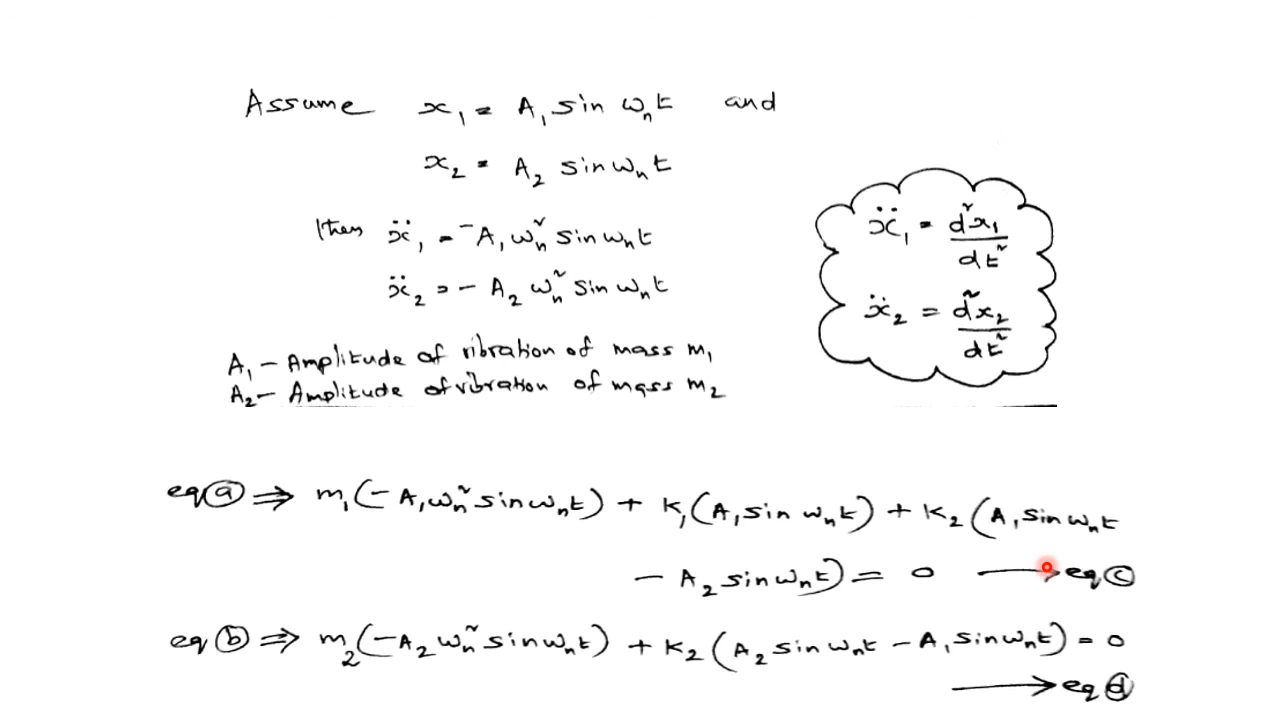 Assume x₁ = A₁ sin ωₙt and
x₂ = A₂ sin ωₙt
then ẍ₁ = -A₁ ωₙ² sin ωₙt
ẍ₂ = - A₂ ωₙ² sin ωₙt
ẍ₁ = d²x₁/dt²
ẍ₂ = d²x₂/dt²
A₁ - Amplitude of vibration of mass m₁
A₂ - Amplitude of vibration of mass m₂
eq ⓐ ⇒ m₁(-A₁ωₙ² sin ωₙt) + K₁(A₁ sin ωₙt) + K₂(A₁ sin ωₙt
- A₂ sin ωₙt) = 0 ⟶ eq ⓒ
eq ⓑ ⇒ m₂(-A₂ ωₙ² sin ωₙt) + K₂(A₂ sin ωₙt - A₁ sin ωₙt) = 0
⟶ eq ⓓ